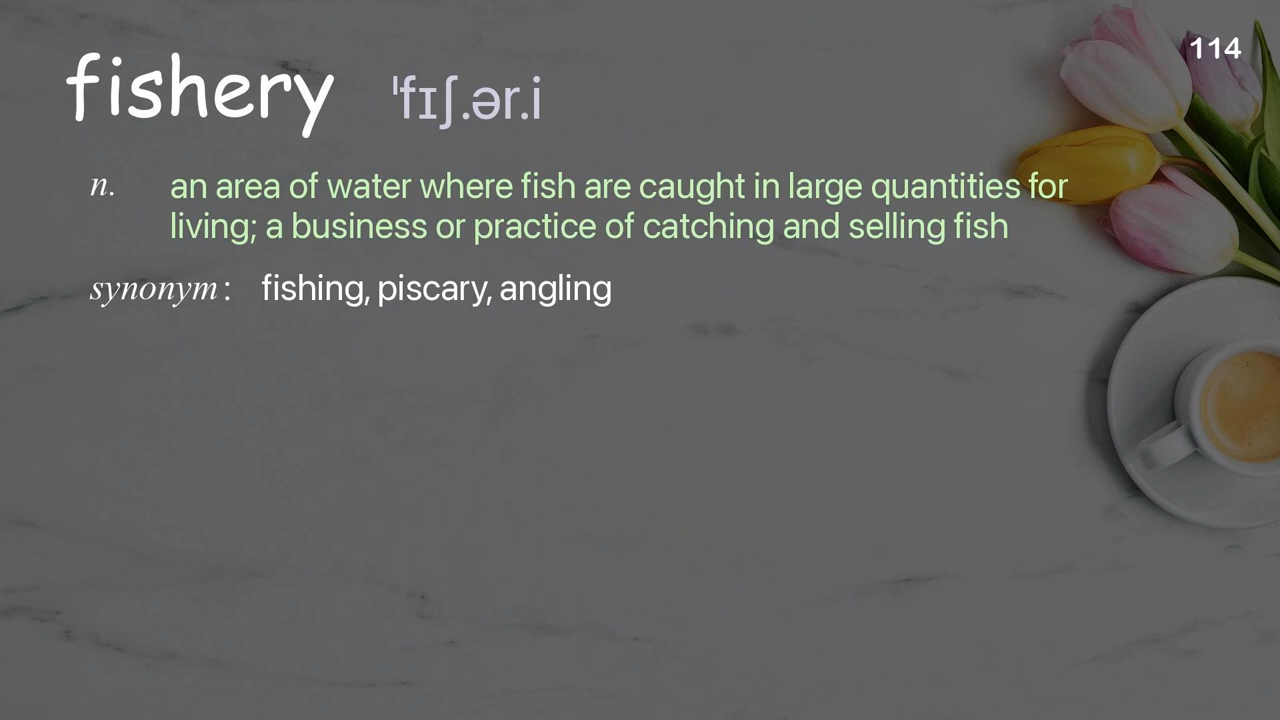 114
fishery ˈfɪʃ.ər.i
n. an area of water where fish are caught in large quantities for
living; a business or practice of catching and selling fish
synonym: fishing, piscary, angling